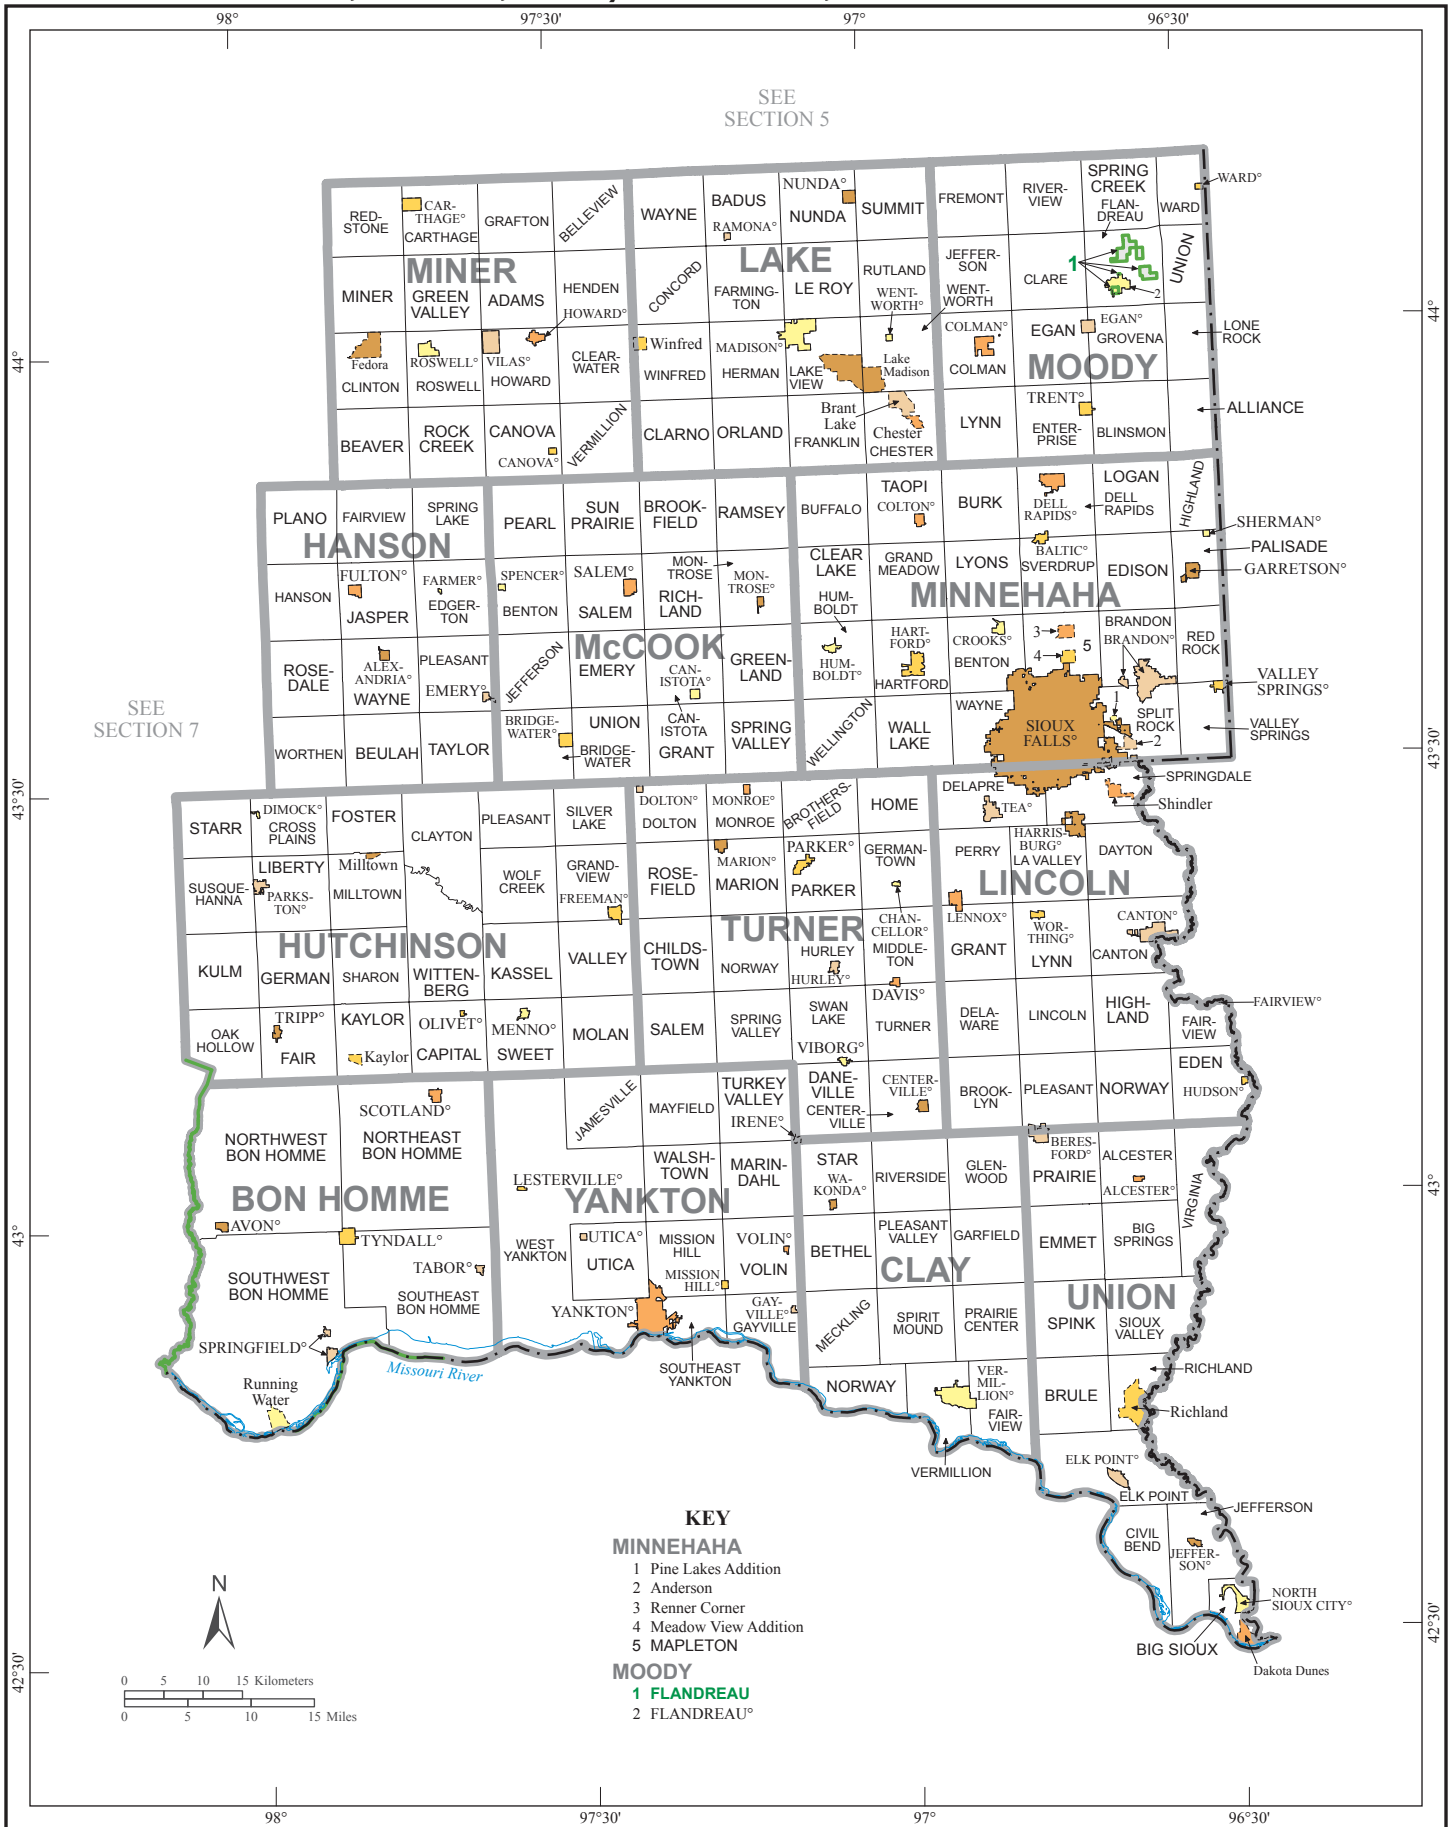 98°
97°30'
97°
96°30'
SEE
SECTION 5
44°
44°
RED-
STONE
CAR-
THAGE°
CARTHAGE
GRAFTON
BELLEVIEW
MINER
MINER
GREEN
VALLEY
ADAMS
HENDEN
HOWARD°
Fedora
CLINTON
ROSWELL°
ROSWELL
VILAS°
HOWARD
CLEAR-
WATER
BEAVER
ROCK
CREEK
CANOVA
CANOVA°
VERMILLION
WAYNE
BADUS
RAMONA°
NUNDA°
NUNDA
SUMMIT
LAKE
CONCORD
FARMING-
TON
LE ROY
RUTLAND
WENT-
WORTH°
WENT-
WORTH
Winfred
WINFRED
MADISON°
HERMAN
LAKE
VIEW
Lake
Madison
Brant
Lake
Chester
CHESTER
CLARNO
ORLAND
FRANKLIN
FREMONT
RIVER-
VIEW
SPRING
CREEK
FLAN-
DREAU
WARD°
WARD
JEFFER-
SON
CLARE
1
2
UNION
COLMAN°
COLMAN
EGAN
EGAN°
GROVENA
LONE
ROCK
MOODY
TRENT°
LYNN
ENTER-
PRISE
BLINSMON
ALLIANCE
PLANO
FAIRVIEW
SPRING
LAKE
HANSON
HANSON
FULTON°
JASPER
FARMER°
EDGER-
TON
ROSE-
DALE
ALEX-
ANDRIA°
WAYNE
PLEASANT
EMERY°
WORTHEN
BEULAH
TAYLOR
PEARL
SUN
PRAIRIE
BROOK-
FIELD
RAMSEY
SPENCER°
BENTON
SALEM°
SALEM
MON-
TROSE
RICH-
LAND
MON-
TROSE°
McCOOK
JEFFERSON
EMERY
CAN-
ISTOTA°
GREEN-
LAND
BRIDGE-
WATER°
UNION
BRIDGE-
WATER
CAN-
ISTOTA
GRANT
SPRING
VALLEY
BUFFALO
TAOPI
COLTON°
BURK
DELL
RAPIDS°
LOGAN
DELL
RAPIDS
HIGHLAND
CLEAR
LAKE
GRAND
MEADOW
LYONS
BALTIC°
SVERDRUP
EDISON
SHERMAN°
PALISADE
GARRETSON°
MINNEHAHA
HUM-
BOLDT
HUM-
BOLDT°
HART-
FORD°
HARTFORD
CROOKS°
BENTON
3
4
5
BRANDON
BRANDON°
RED
ROCK
VALLEY
SPRINGS°
WELLINGTON
WALL
LAKE
WAYNE
SIOUX
FALLS°
1
SPLIT
ROCK
2
VALLEY
SPRINGS
SEE
SECTION 7
43°30'
43°30'
STARR
DIMOCK°
CROSS
PLAINS
FOSTER
CLAYTON
PLEASANT
SILVER
LAKE
SUSQUE-
HANNA
LIBERTY
PARKS-
TON°
Milltown
MILLTOWN
WOLF
CREEK
GRAND-
VIEW
FREEMAN°
HUTCHINSON
KULM
GERMAN
SHARON
WITTEN-
BERG
KASSEL
VALLEY
OAK
HOLLOW
TRIPP°
FAIR
KAYLOR
Kaylor
OLIVET°
CAPITAL
MENNO°
SWEET
MOLAN
DOLTON°
DOLTON
MONROE°
MONROE
BROTHERS-
FIELD
HOME
ROSE-
FIELD
MARION°
MARION
PARKER°
PARKER
GERMAN-
TOWN
CHAN-
CELLOR°
TURNER
CHILDS-
TOWN
NORWAY
HURLEY
HURLEY°
MIDDLE-
TON
DAVIS°
SALEM
SPRING
VALLEY
SWAN
LAKE
VIBORG°
TURNER
DANE-
VILLE
CENTER-
VILLE
CENTER-
VILLE°
DELAPRE
TEA°
SPRINGDALE
Shindler
PERRY
HARRIS-
BURG°
LA VALLEY
DAYTON
LINCOLN
LENNOX°
GRANT
WOR-
THING°
LYNN
CANTON°
CANTON
DELA-
WARE
LINCOLN
HIGH-
LAND
FAIRVIEW°
FAIR-
VIEW
BROOK-
LYN
PLEASANT
NORWAY
EDEN
HUDSON°
43°
43°
NORTHWEST
BON HOMME
SCOTLAND°
NORTHEAST
BON HOMME
BON HOMME
AVON°
TYNDALL°
TABOR°
SOUTHWEST
BON HOMME
SOUTHEAST
BON HOMME
SPRINGFIELD°
Running
Water
Missouri River
JAMESVILLE
MAYFIELD
TURKEY
VALLEY
IRENE°
LESTERVILLE°
WALSH-
TOWN
MARIN-
DAHL
YANKTON
WEST
YANKTON
UTICA°
UTICA
MISSION
HILL
MISSION
HILL°
VOLIN°
VOLIN
YANKTON°
GAY-
VILLE°
GAYVILLE
SOUTHEAST
YANKTON
STAR
WA-
KONDA°
RIVERSIDE
GLEN-
WOOD
BETHEL
PLEASANT
VALLEY
GARFIELD
CLAY
MECKLING
SPIRIT
MOUND
PRAIRIE
CENTER
NORWAY
VER-
MIL-
LION°
FAIR-
VIEW
VERMILLION
BERES-
FORD°
PRAIRIE
ALCESTER
ALCESTER°
VIRGINIA
EMMET
BIG
SPRINGS
UNION
SPINK
SIOUX
VALLEY
BRULE
RICHLAND
Richland
ELK POINT°
ELK POINT
JEFFERSON
CIVIL
BEND
JEFFER-
SON°
NORTH
SIOUX CITY°
BIG SIOUX
Dakota Dunes
42°30'
42°30'
KEY
MINNEHAHA
1 Pine Lakes Addition
2 Anderson
3 Renner Corner
4 Meadow View Addition
5 MAPLETON
MOODY
1 FLANDREAU
2 FLANDREAU°
N
0 5 10 15 Kilometers
0 5 10 15 Miles
98°
97°30'
97°
96°30'